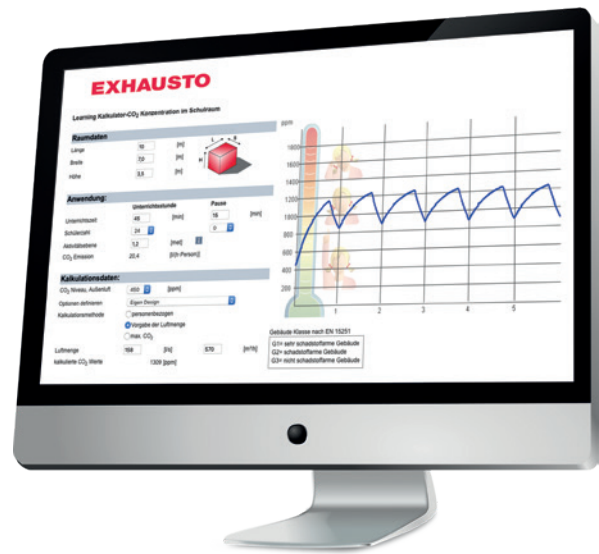 EXHAUSTO
Learning Kalkulator-CO₂ Konzentration im Schulraum
Raumdaten
Länge 10 [m]
Breite 7,0 [m]
Höhe [m]
L B
H
Anwendung:
Unterrichtsstunde Pause
Unterrichtszeit 45 [min] [min]
Schülerzahl 24 0
Aktivitätsebene 1,2 [met]
CO₂ Emission 20,4 [l/(h·Person)]
Kalkulationsdaten:
CO₂ Niveau, Außenluft 450 [ppm]
Optionen definieren Eigen Design
Kalkulationsmethode personenbezogen
Vorgabe der Luftmenge
max. CO₂
Luftmenge 158 [l/s] 570 [m³/h]
kalkulierte CO₂ Werte 1309 [ppm]
ppm
1800
1600
1400
1200
1000
800
600
400
200
1 2 3 4 5
Gebäude Klasse nach EN 15251
G1= sehr schadstoffarme Gebäude
G2= schadstoffarme Gebäude
G3= nicht schadstoffarme Gebäude